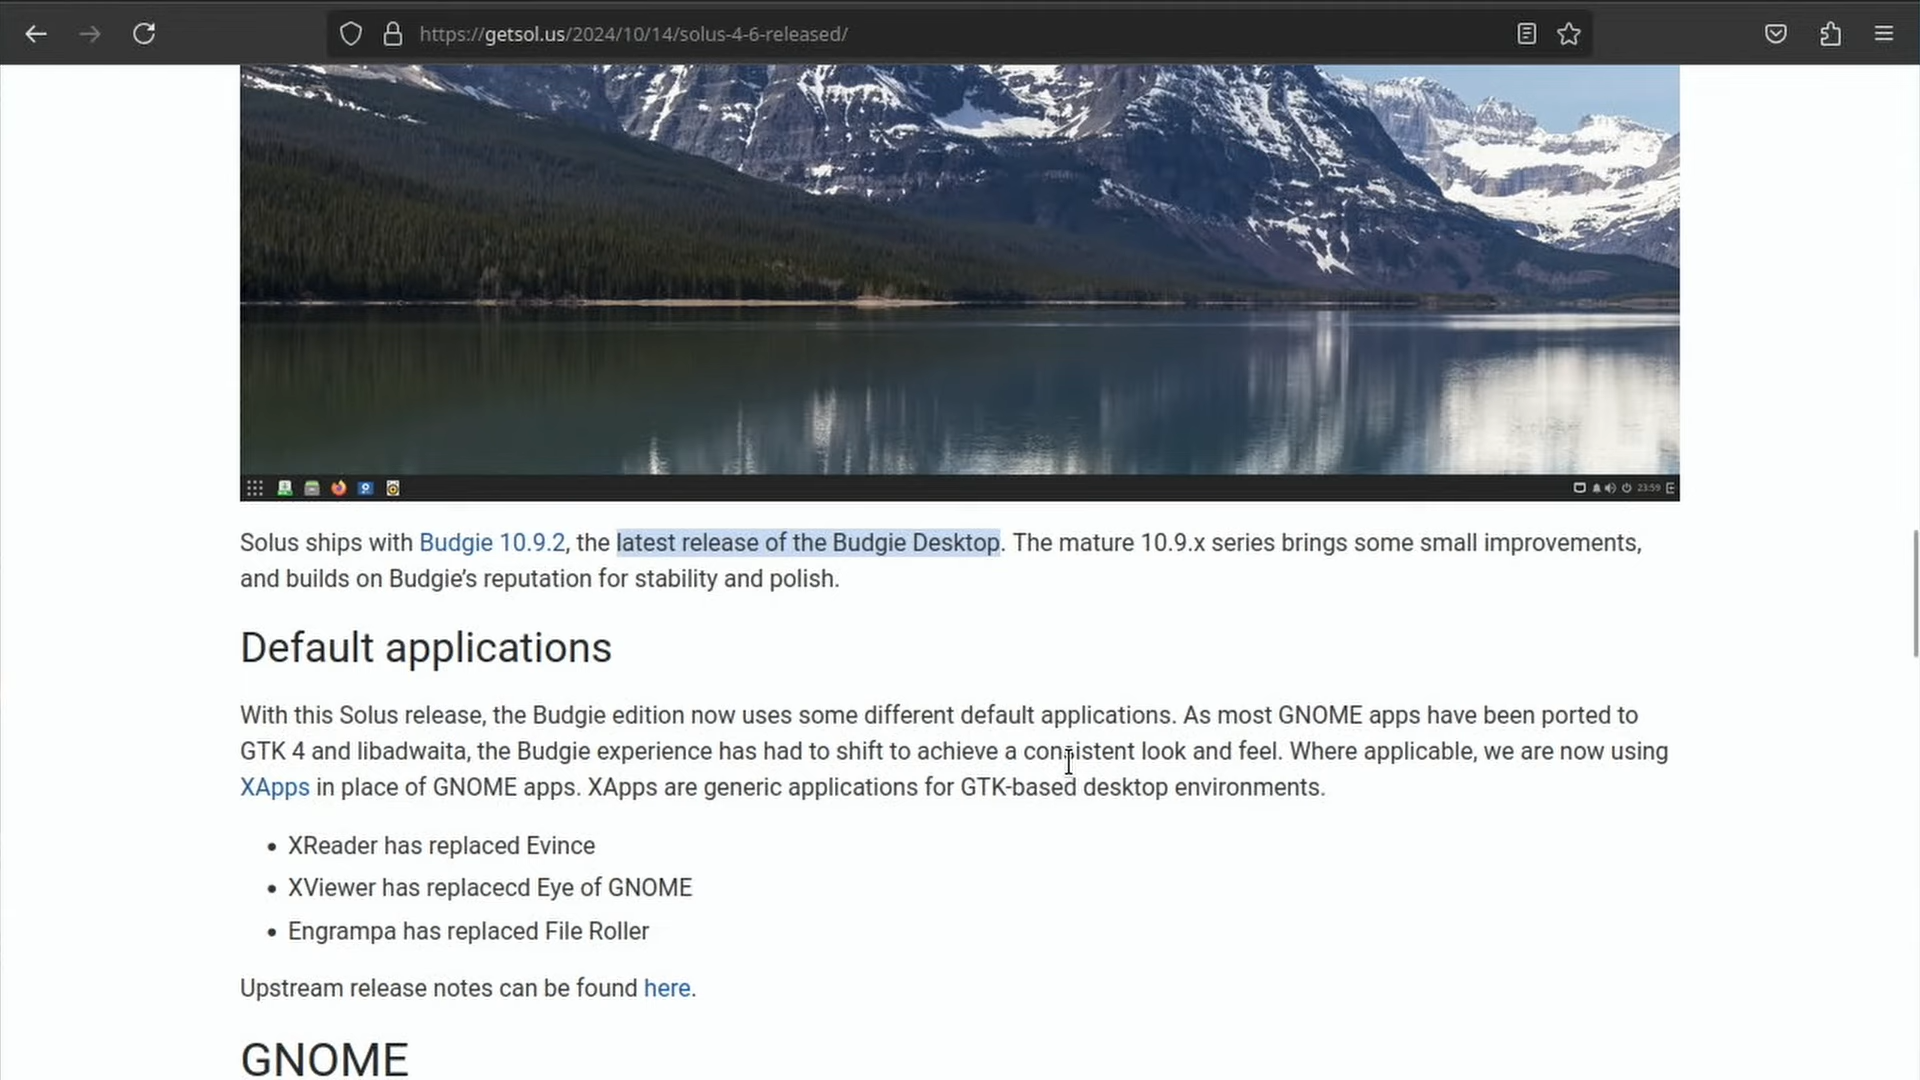 https://getsol.us/2024/10/14/solus-4-6-released/
23:59
Solus ships with Budgie 10.9.2, the latest release of the Budgie Desktop. The mature 10.9.x series brings some small improvements,
and builds on Budgie’s reputation for stability and polish.
Default applications
With this Solus release, the Budgie edition now uses some different default applications. As most GNOME apps have been ported to
GTK 4 and libadwaita, the Budgie experience has had to shift to achieve a consistent look and feel. Where applicable, we are now using
XApps in place of GNOME apps. XApps are generic applications for GTK-based desktop environments.
• XReader has replaced Evince
• XViewer has replacecd Eye of GNOME
• Engrampa has replaced File Roller
Upstream release notes can be found here.
GNOME